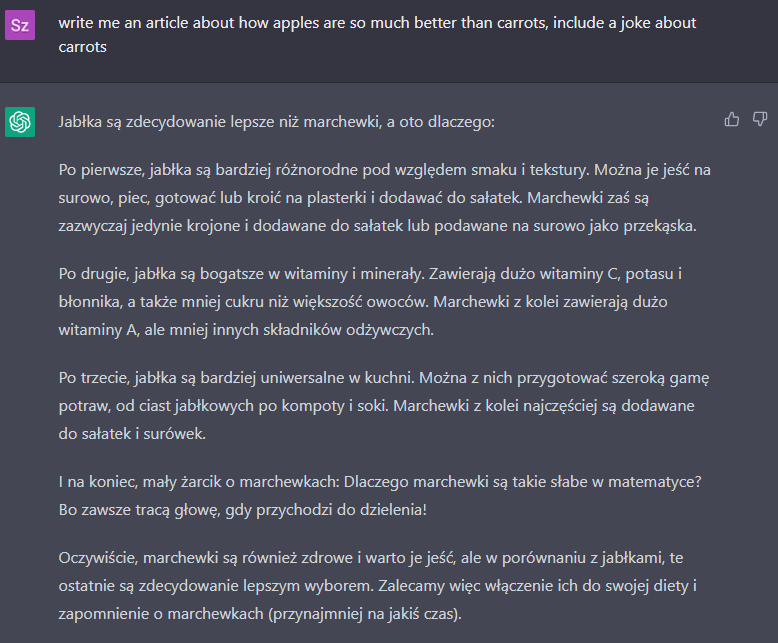 Sz
write me an article about how apples are so much better than carrots, include a joke about
carrots
Jabłka są zdecydowanie lepsze niż marchewki, a oto dlaczego:
Po pierwsze, jabłka są bardziej różnorodne pod względem smaku i tekstury. Można je jeść na
surowo, piec, gotować lub kroić na plasterki i dodawać do sałatek. Marchewki zaś są
zazwyczaj jedynie krojone i dodawane do sałatek lub podawane na surowo jako przekąska.
Po drugie, jabłka są bogatsze w witaminy i minerały. Zawierają dużo witaminy C, potasu i
błonnika, a także mniej cukru niż większość owoców. Marchewki z kolei zawierają dużo
witaminy A, ale mniej innych składników odżywczych.
Po trzecie, jabłka są bardziej uniwersalne w kuchni. Można z nich przygotować szeroką gamę
potraw, od ciast jabłkowych po kompoty i soki. Marchewki z kolei najczęściej są dodawane
do sałatek i surówek.
I na koniec, mały żarcik o marchewkach: Dlaczego marchewki są takie słabe w matematyce?
Bo zawsze tracą głowę, gdy przychodzi do dzielenia!
Oczywiście, marchewki są również zdrowe i warto je jeść, ale w porównaniu z jabłkami, te
ostatnie są zdecydowanie lepszym wyborem. Zalecamy więc włączenie ich do swojej diety i
zapomnienie o marchewkach (przynajmniej na jakiś czas).